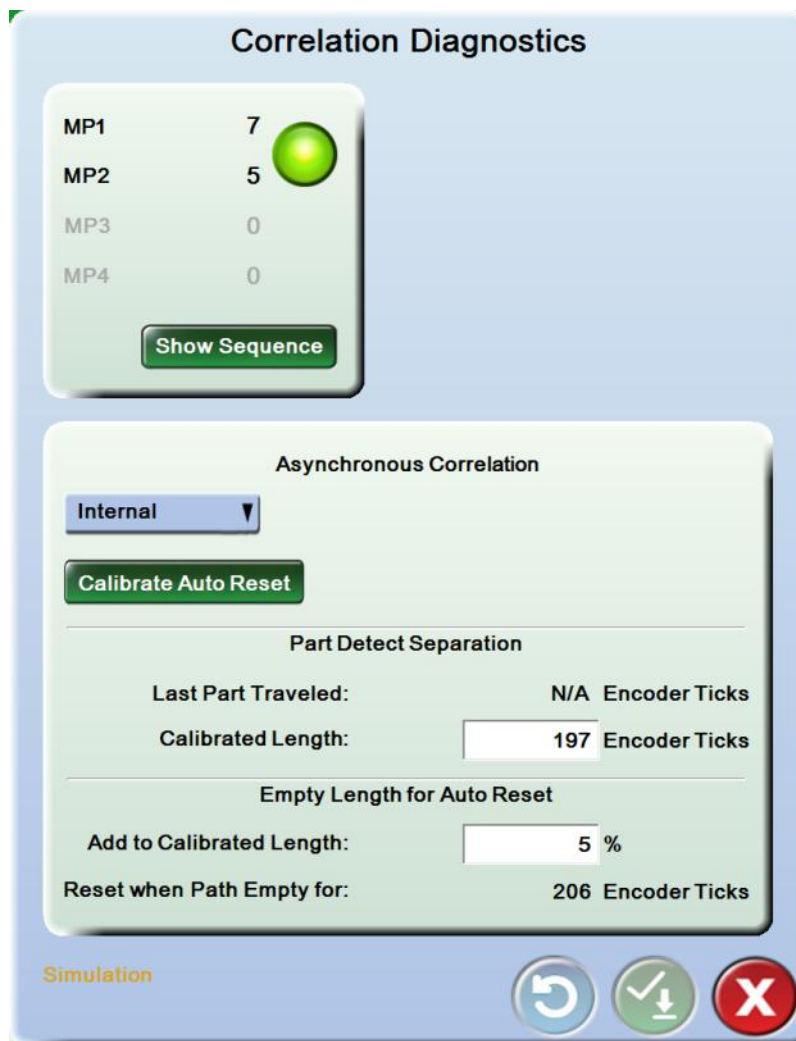 Correlation Diagnostics
MP1 7
MP2 5
MP3 0
MP4 0
Show Sequence
Asynchronous Correlation
Internal
Calibrate Auto Reset
Part Detect Separation
Last Part Traveled: N/A Encoder Ticks
Calibrated Length: 197 Encoder Ticks
Empty Length for Auto Reset
Add to Calibrated Length: 5 %
Reset when Path Empty for: 206 Encoder Ticks
Simulation